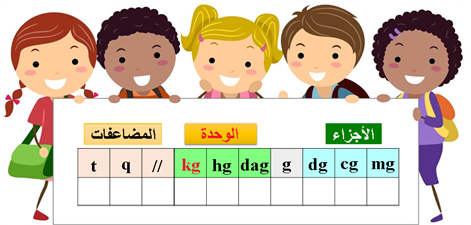 المضاعفات الوحدة الأجزاء
t q // kg hg dag g dg cg mg